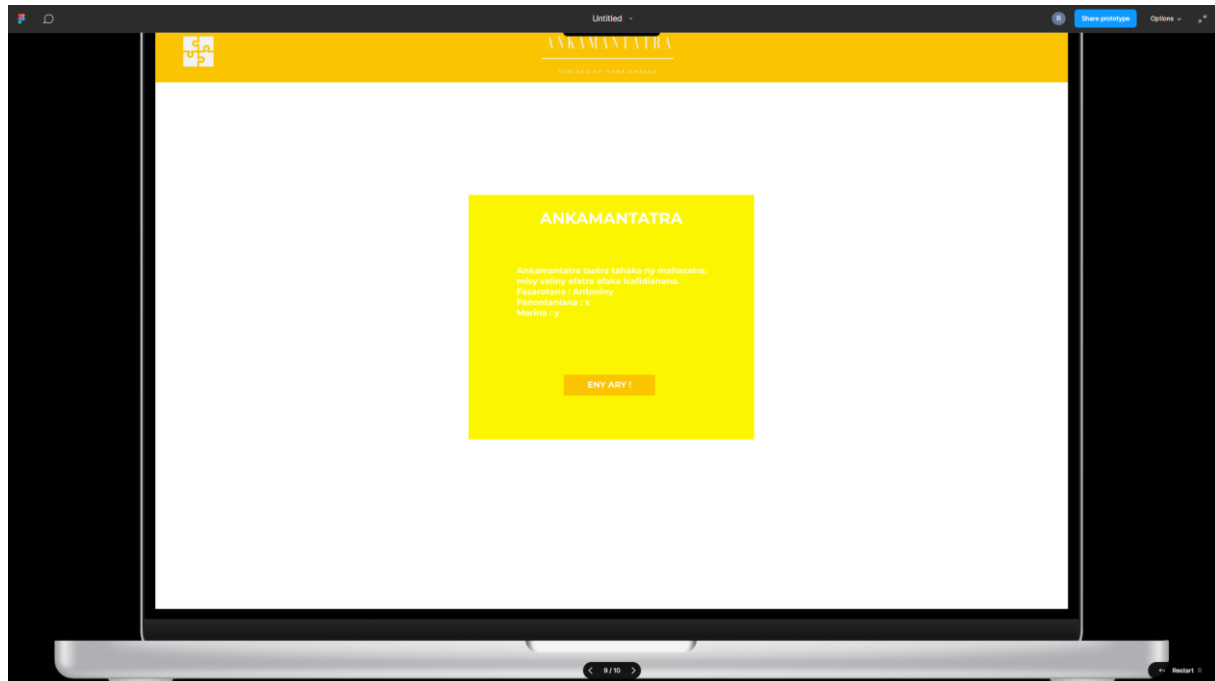 Untitled
R
Share prototype
Options
ANKAMANTATRA
ANKAMANTATRA
Ankamantatra tsotra tahaka ny mahazatra,
misy valiny efatra afaka isafidianana.
Fasarotana : Antoniny
Fanontaniana : x
Marina : y
ENY ARY !
9 / 10
Restart R